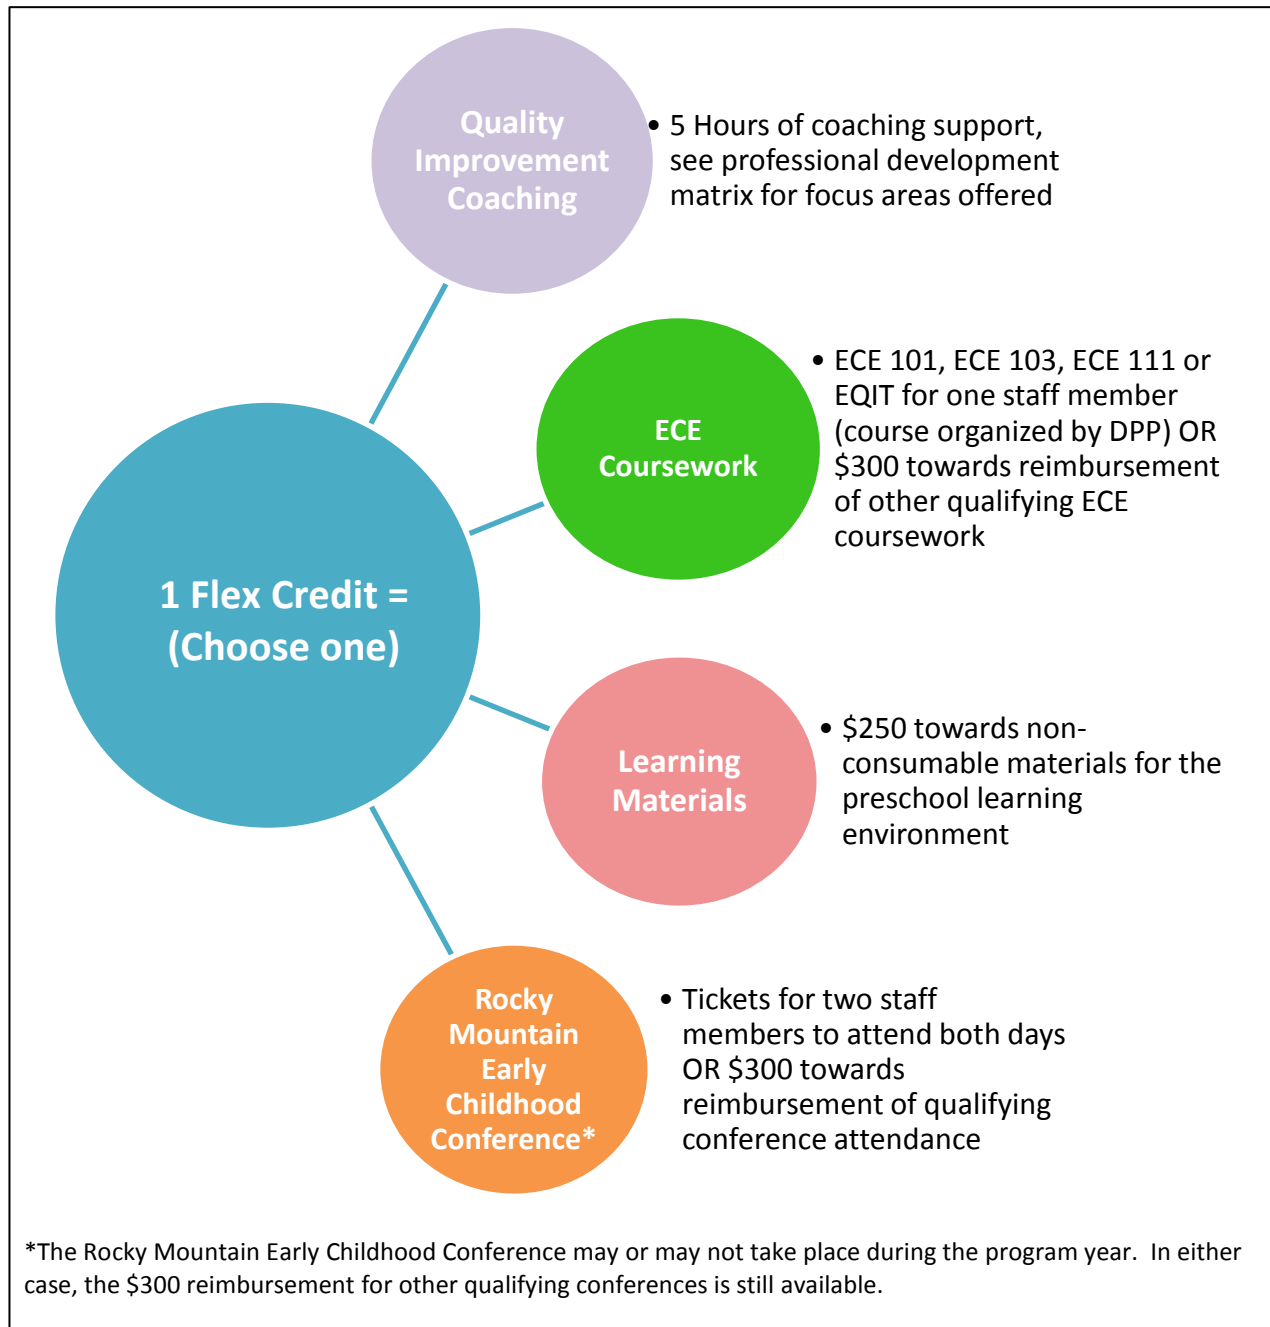 Quality
Improvement
Coaching
• 5 Hours of coaching support,
see professional development
matrix for focus areas offered
ECE
Coursework
• ECE 101, ECE 103, ECE 111 or
EQIT for one staff member
(course organized by DPP) OR
$300 towards reimbursement
of other qualifying ECE
coursework
1 Flex Credit =
(Choose one)
Learning
Materials
• $250 towards non-
consumable materials for the
preschool learning
environment
Rocky
Mountain
Early
Childhood
Conference*
• Tickets for two staff
members to attend both days
OR $300 towards
reimbursement of qualifying
conference attendance
*The Rocky Mountain Early Childhood Conference may or may not take place during the program year.  In either
case, the $300 reimbursement for other qualifying conferences is still available.